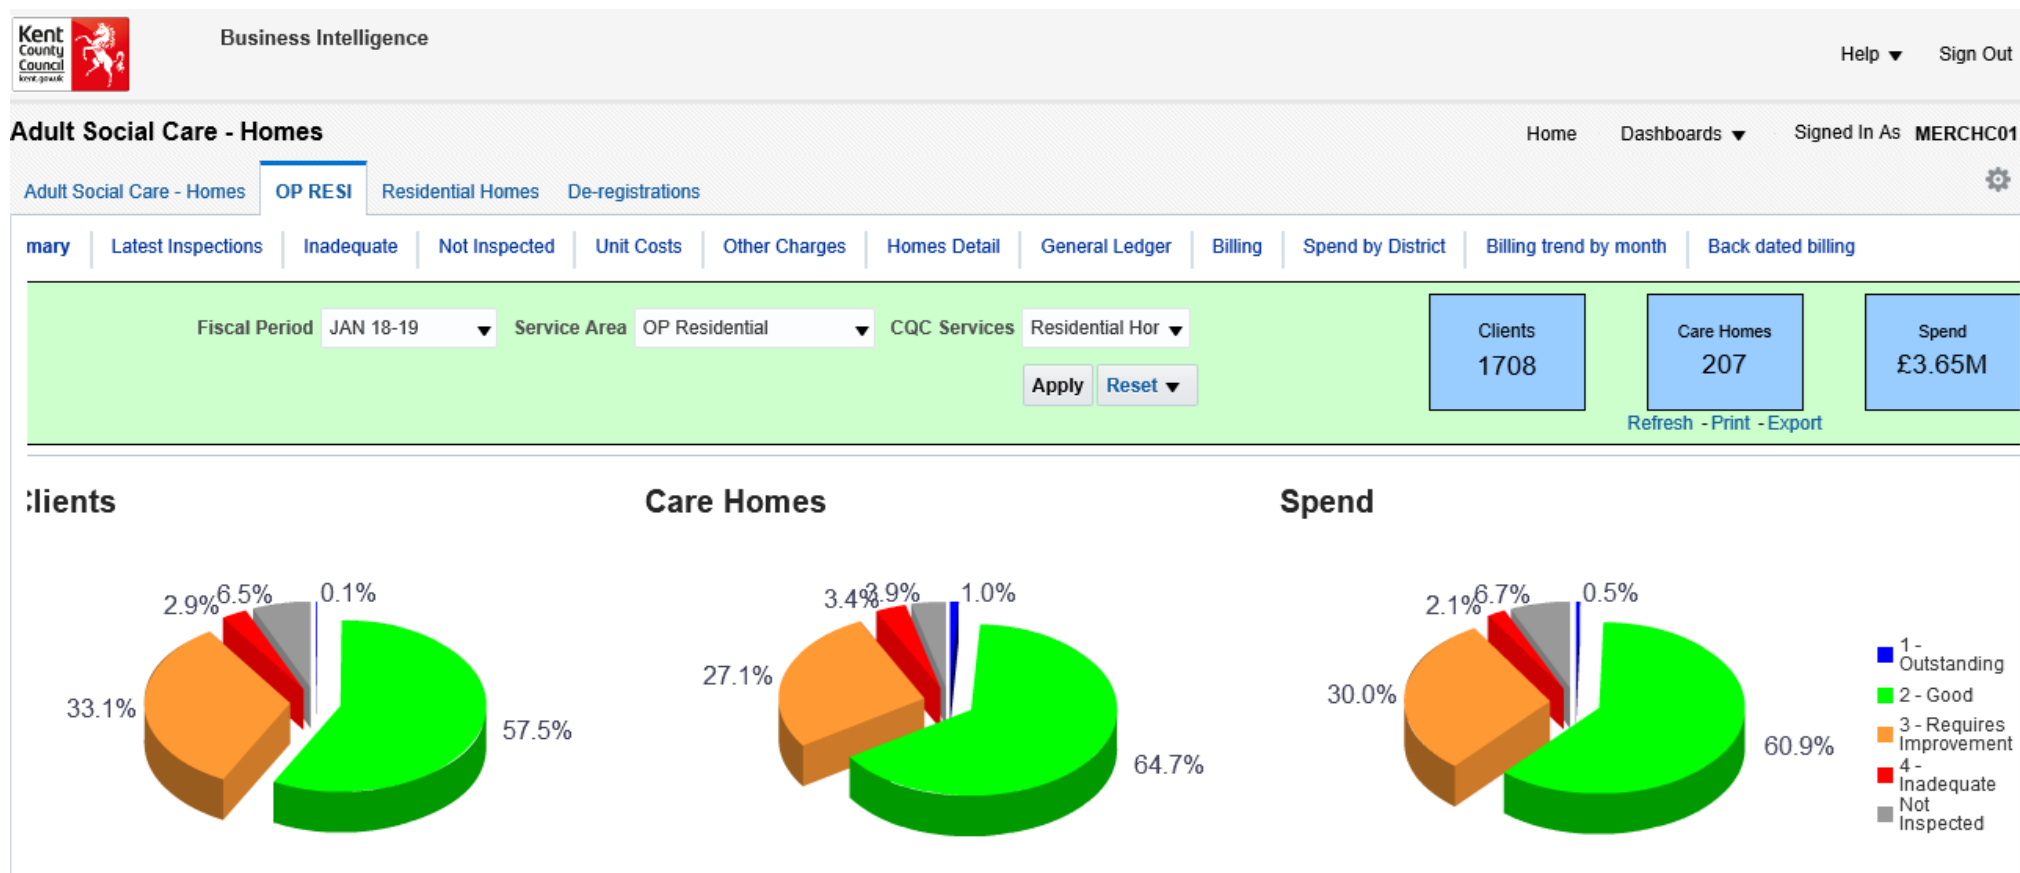 Kent
County
Council
kent.gov.uk
Business Intelligence
Help
Sign Out
Adult Social Care - Homes
Home
Dashboards
Signed In As MERCHC01
Adult Social Care - Homes
OP RESI
Residential Homes
De-registrations
mary
Latest Inspections
Inadequate
Not Inspected
Unit Costs
Other Charges
Homes Detail
General Ledger
Billing
Spend by District
Billing trend by month
Back dated billing
Fiscal Period JAN 18-19
Service Area OP Residential
CQC Services Residential Hor
Apply
Reset
Clients
1708
Care Homes
207
Spend
£3.65M
Refresh - Print - Export
Clients
2.9%
6.5%
0.1%
33.1%
57.5%
Care Homes
3.4%
3.9%
1.0%
27.1%
64.7%
Spend
2.1%
6.7%
0.5%
30.0%
60.9%
1 -
Outstanding
2 - Good
3 - Requires
Improvement
4 -
Inadequate
Not
Inspected